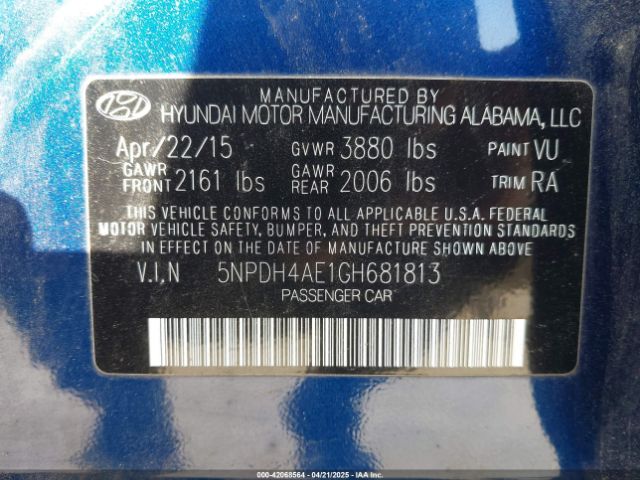 MANUFACTURED BY
HYUNDAI MOTOR MANUFACTURING ALABAMA, LLC
Apr/22/15 GVWR 3880 lbs PAINT VU
GAWR FRONT 2161 lbs GAWR REAR 2006 lbs TRIM RA
THIS VEHICLE CONFORMS TO ALL APPLICABLE U.S.A. FEDERAL
MOTOR VEHICLE SAFETY, BUMPER, AND THEFT PREVENTION STANDARDS
IN EFFECT ON THE DATE OF MANUFACTURE SHOWN ABOVE
V.I.N 5NPDH4AE1GH681813
PASSENGER CAR
000-42068564 - 04/21/2025 - COPYRIGHT IAA, LLC.